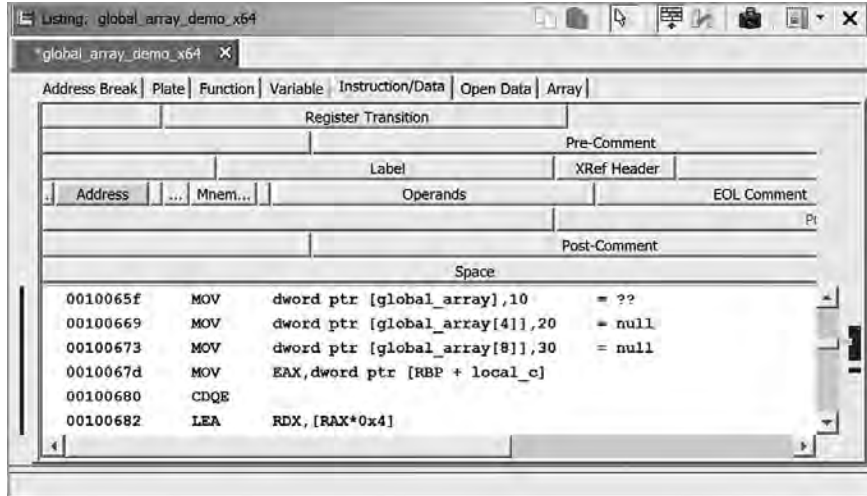 Listing: global_array_demo_x64
*global_array_demo_x64 X
Address Break Plate Function Variable Instruction/Data Open Data Array
Register Transition
Pre-Comment
Label XRef Header
. Address ... Mnem... Operands EOL Comment
Post-Comment
Space
0010065f MOV dword ptr [global_array],10 = ??
00100669 MOV dword ptr [global_array[4]],20 = null
00100673 MOV dword ptr [global_array[8]],30 = null
0010067d MOV EAX,dword ptr [RBP + local_c]
00100680 CDQE
00100682 LEA RDX,[RAX*0x4]